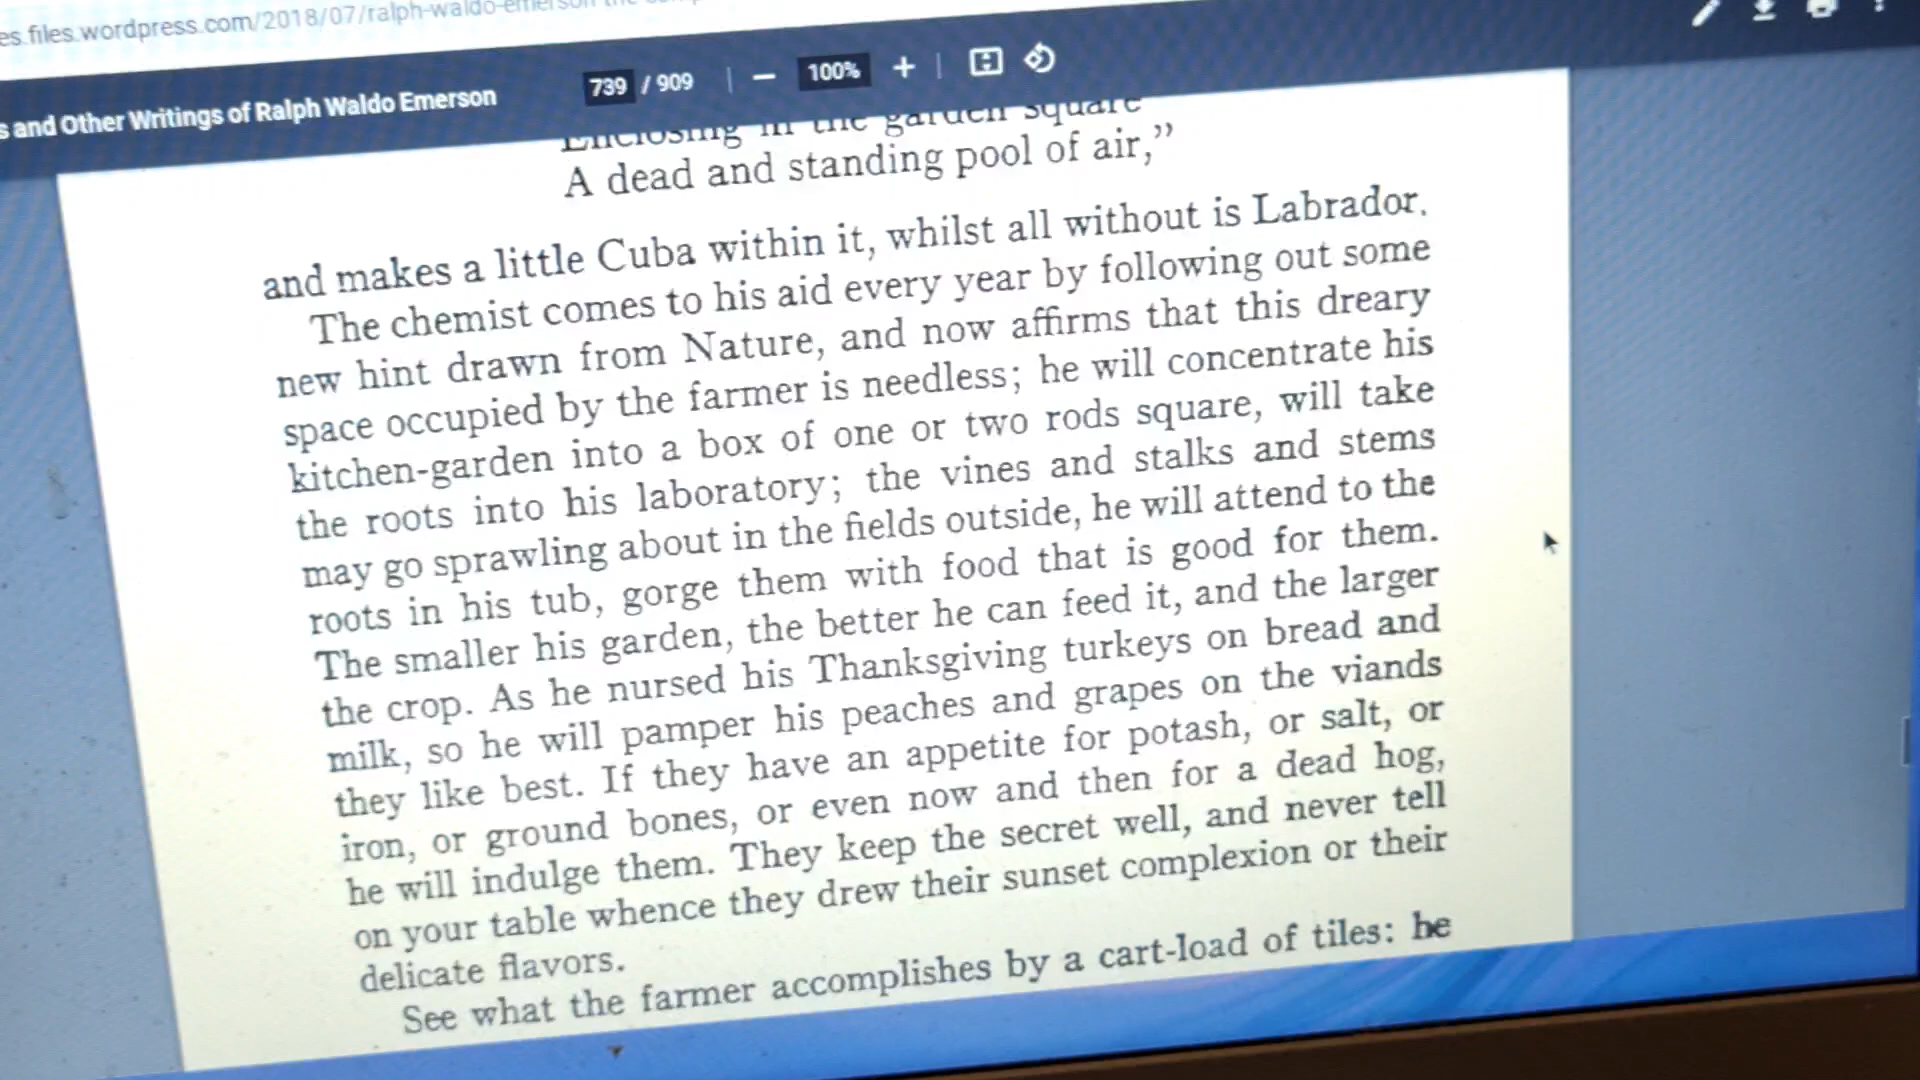 es.files.wordpress.com/2018/07/ralph-waldo-emerson-the-comp
s and Other Writings of Ralph Waldo Emerson
739 / 909
100%
Enclosing in the garden square
A dead and standing pool of air,”
and makes a little Cuba within it, whilst all without is Labrador.
The chemist comes to his aid every year by following out some
new hint drawn from Nature, and now affirms that this dreary
space occupied by the farmer is needless; he will concentrate his
kitchen-garden into a box of one or two rods square, will take
the roots into his laboratory; the vines and stalks and stems
may go sprawling about in the fields outside, he will attend to the
roots in his tub, gorge them with food that is good for them.
The smaller his garden, the better he can feed it, and the larger
the crop. As he nursed his Thanksgiving turkeys on bread and
milk, so he will pamper his peaches and grapes on the viands
they like best. If they have an appetite for potash, or salt, or
iron, or ground bones, or even now and then for a dead hog,
he will indulge them. They keep the secret well, and never tell
on your table whence they drew their sunset complexion or their
delicate flavors.
See what the farmer accomplishes by a cart-load of tiles: he